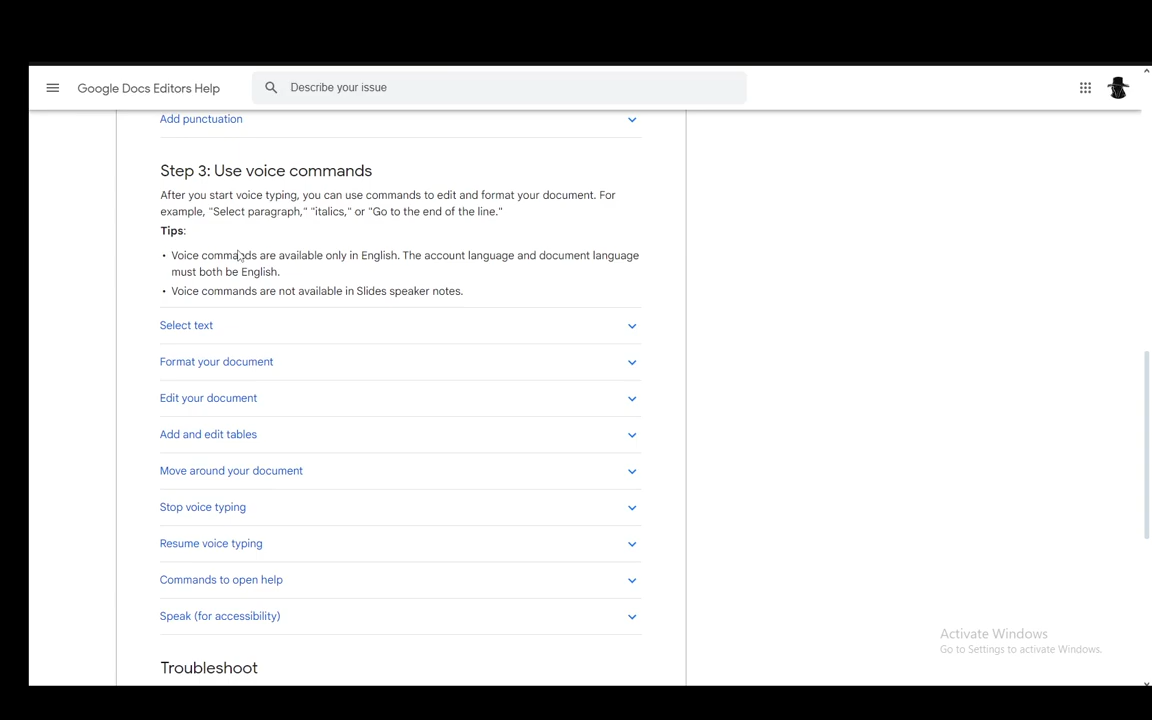 Google Docs Editors Help
Describe your issue
Add punctuation
Step 3: Use voice commands
After you start voice typing, you can use commands to edit and format your document. For
example, "Select paragraph," "italics," or "Go to the end of the line."
Tips:
• Voice commands are available only in English. The account language and document language
must both be English.
• Voice commands are not available in Slides speaker notes.
Select text
Format your document
Edit your document
Add and edit tables
Move around your document
Stop voice typing
Resume voice typing
Commands to open help
Speak (for accessibility)
Activate Windows
Go to Settings to activate Windows.
Troubleshoot